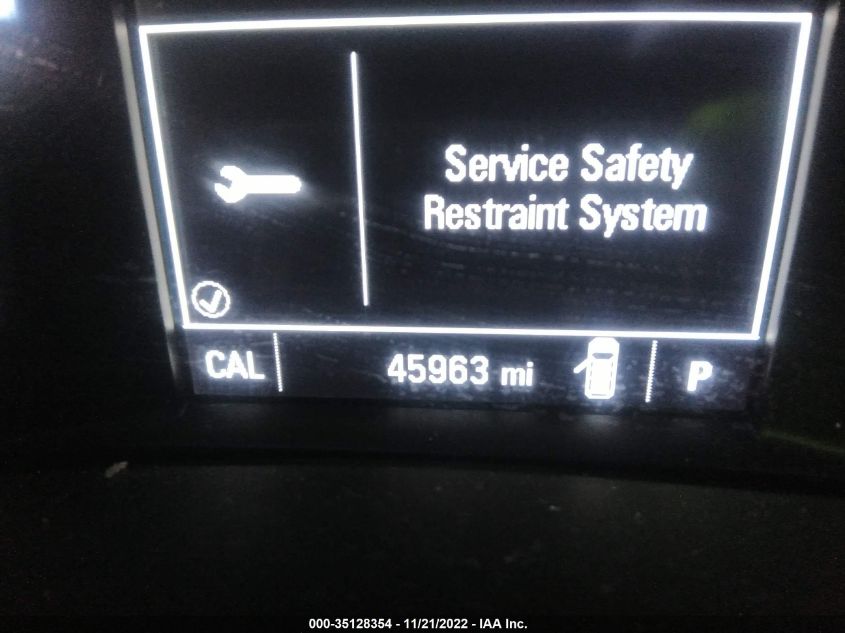 Service Safety
Restraint System
CAL 45963 mi P
000-35128354 - 11/21/2022 - IAA Inc.